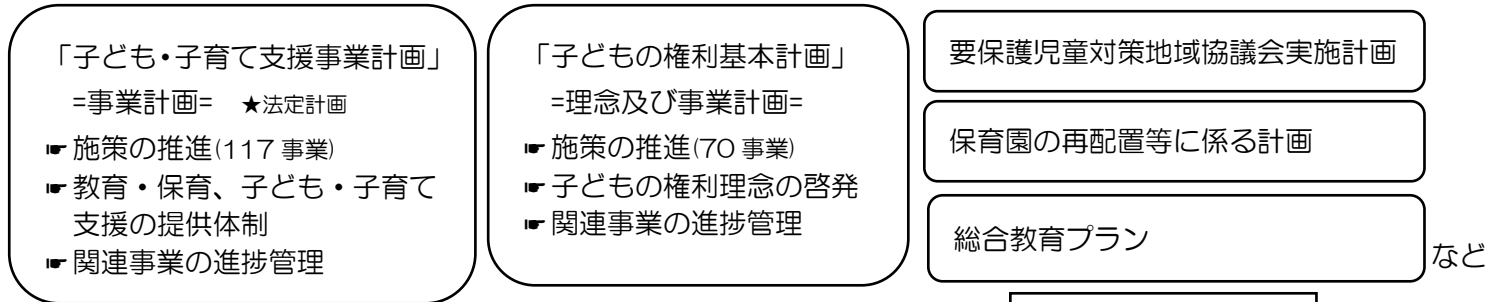 「子ども・子育て支援事業計画」
=事業計画= ★法定計画
☛施策の推進(117 事業)
☛教育・保育、子ども・子育て
支援の提供体制
☛関連事業の進捗管理
「子どもの権利基本計画」
=理念及び事業計画=
☛施策の推進(70 事業)
☛子どもの権利理念の啓発
☛関連事業の進捗管理
要保護児童対策地域協議会実施計画
保育園の再配置等に係る計画
総合教育プラン
など